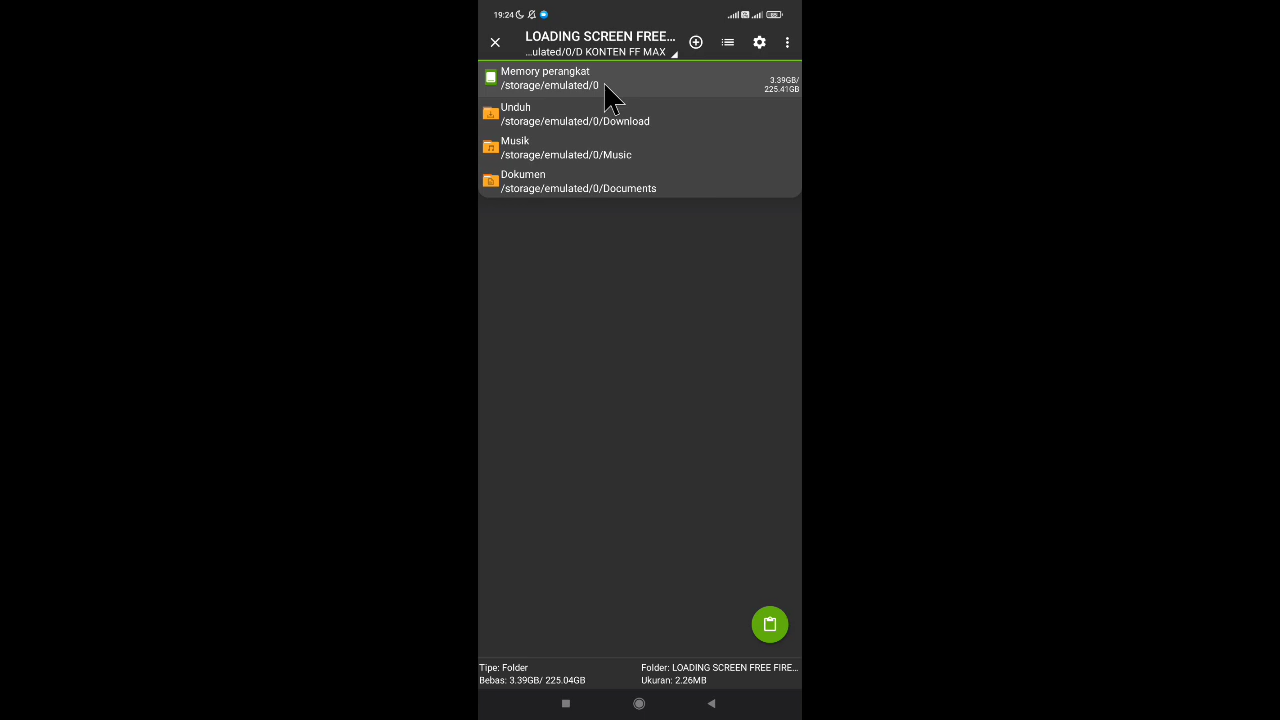 19:24
LOADING SCREEN FREE...
...ulated/0/D KONTEN FF MAX
Memory perangkat
/storage/emulated/0
3.39GB/
225.41GB
Unduh
/storage/emulated/0/Download
Musik
/storage/emulated/0/Music
Dokumen
/storage/emulated/0/Documents
Tipe: Folder
Folder: LOADING SCREEN FREE FIRE...
Bebas: 3.39GB/ 225.04GB
Ukuran: 2.26MB